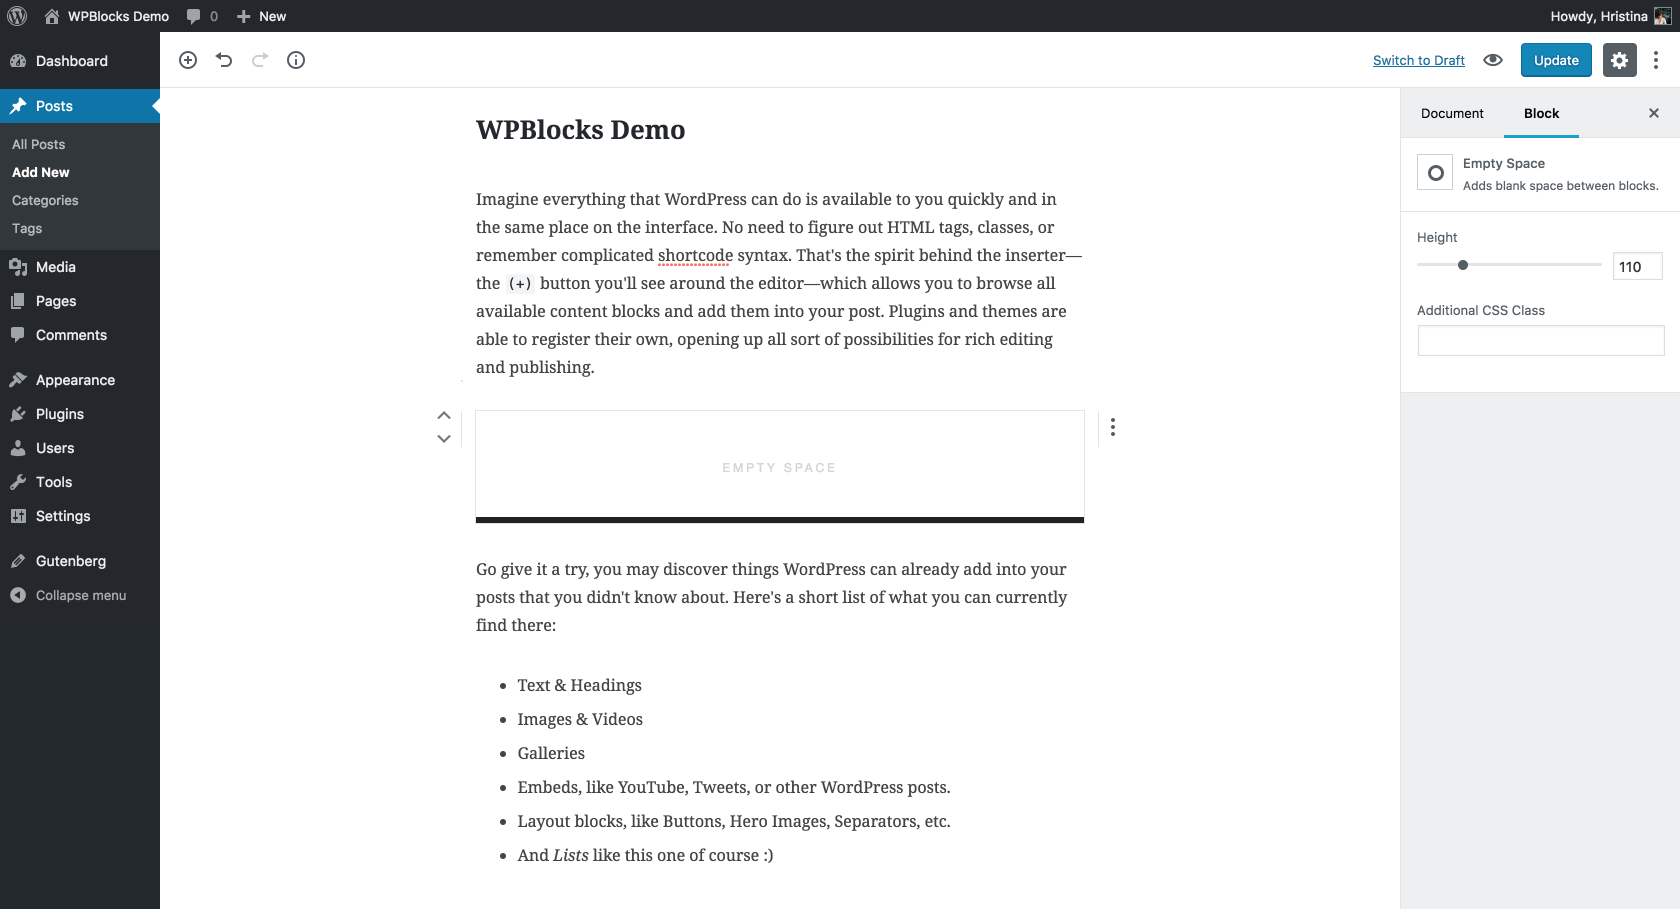 WPBlocks Demo 0 New Howdy, Hristina
Dashboard
Posts
All Posts
Add New
Categories
Tags
Media
Pages
Comments
Appearance
Plugins
Users
Tools
Settings
Gutenberg
Collapse menu
Switch to Draft Update
WPBlocks Demo
Imagine everything that WordPress can do is available to you quickly and in
the same place on the interface. No need to figure out HTML tags, classes, or
remember complicated shortcode syntax. That's the spirit behind the inserter—
the (+) button you'll see around the editor—which allows you to browse all
available content blocks and add them into your post. Plugins and themes are
able to register their own, opening up all sort of possibilities for rich editing
and publishing.
EMPTY SPACE
Go give it a try, you may discover things WordPress can already add into your
posts that you didn't know about. Here's a short list of what you can currently
find there:
• Text & Headings
• Images & Videos
• Galleries
• Embeds, like YouTube, Tweets, or other WordPress posts.
• Layout blocks, like Buttons, Hero Images, Separators, etc.
• And Lists like this one of course :)
Document Block
Empty Space
Adds blank space between blocks.
Height
110
Additional CSS Class